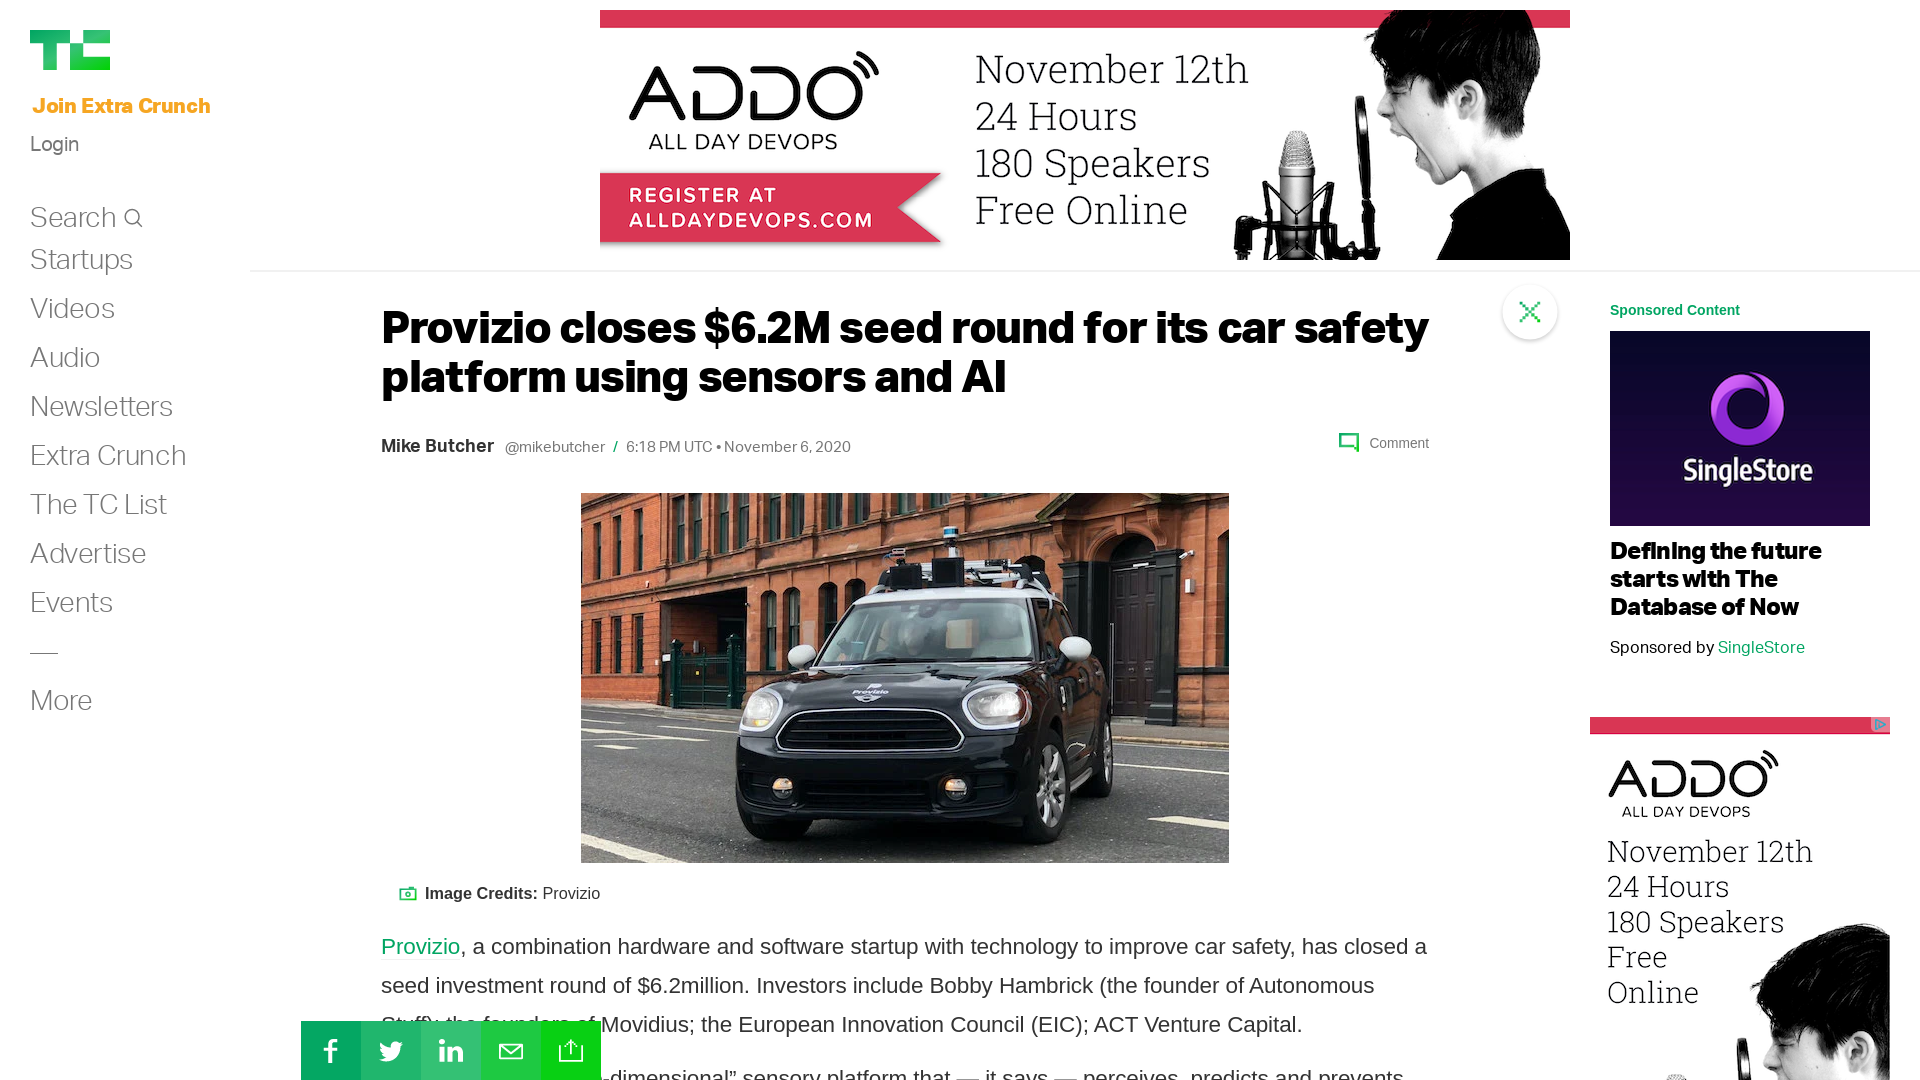 TC
Join Extra Crunch
Login
Search
Startups
Videos
Audio
Newsletters
Extra Crunch
The TC List
Advertise
Events
—
More
ADDO
ALL DAY DEVOPS
REGISTER AT
ALLDAYDEVOPS.COM
November 12th
24 Hours
180 Speakers
Free Online
Provizio closes $6.2M seed round for its car safety
platform using sensors and AI
Mike Butcher @mikebutcher / 6:18 PM UTC • November 6, 2020
Comment
Provizio
Image Credits: Provizio
Provizio, a combination hardware and software startup with technology to improve car safety, has closed a
seed investment round of $6.2million. Investors include Bobby Hambrick (the founder of Autonomous
Stuff); the founders of Movidius; the European Innovation Council (EIC); ACT Venture Capital.
-dimensional” sensory platform that — it says — perceives, predicts and prevents
Sponsored Content
SingleStore
Defining the future
starts with The
Database of Now
Sponsored by SingleStore
ADDO
ALL DAY DEVOPS
November 12th
24 Hours
180 Speakers
Free
Online